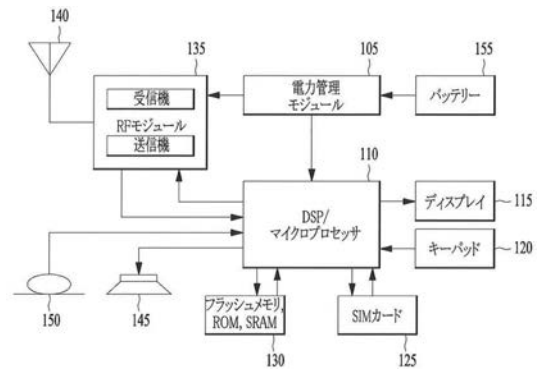 140
135
105
155
受信機
RFモジュール
送信機
電力管理
モジュール
バッテリー
110
DSP/
マイクロプロセッサ
ディスプレイ
115
キーパッド
120
150
145
フラッシュメモリ,
ROM, SRAM
130
SIMカード
125